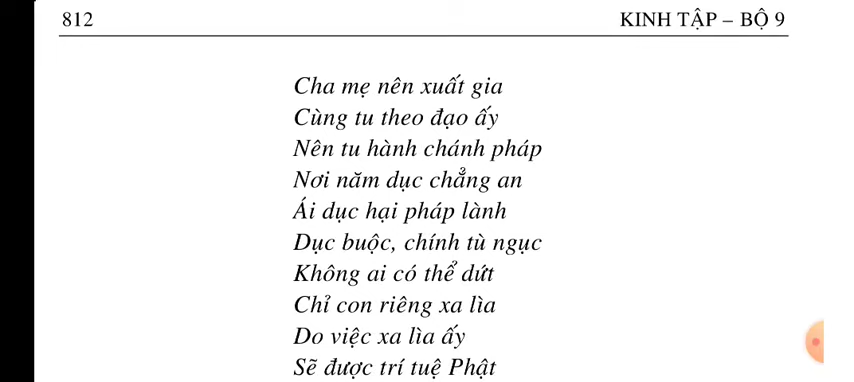 812
KINH TẬP – BỘ 9
Cha mẹ nên xuất gia
Cùng tu theo đạo ấy
Nên tu hành chánh pháp
Nơi năm dục chẳng an
Ái dục hại pháp lành
Dục buộc, chính tù ngục
Không ai có thể dứt
Chỉ con riêng xa lìa
Do việc xa lìa ấy
Sẽ được trí tuệ Phật